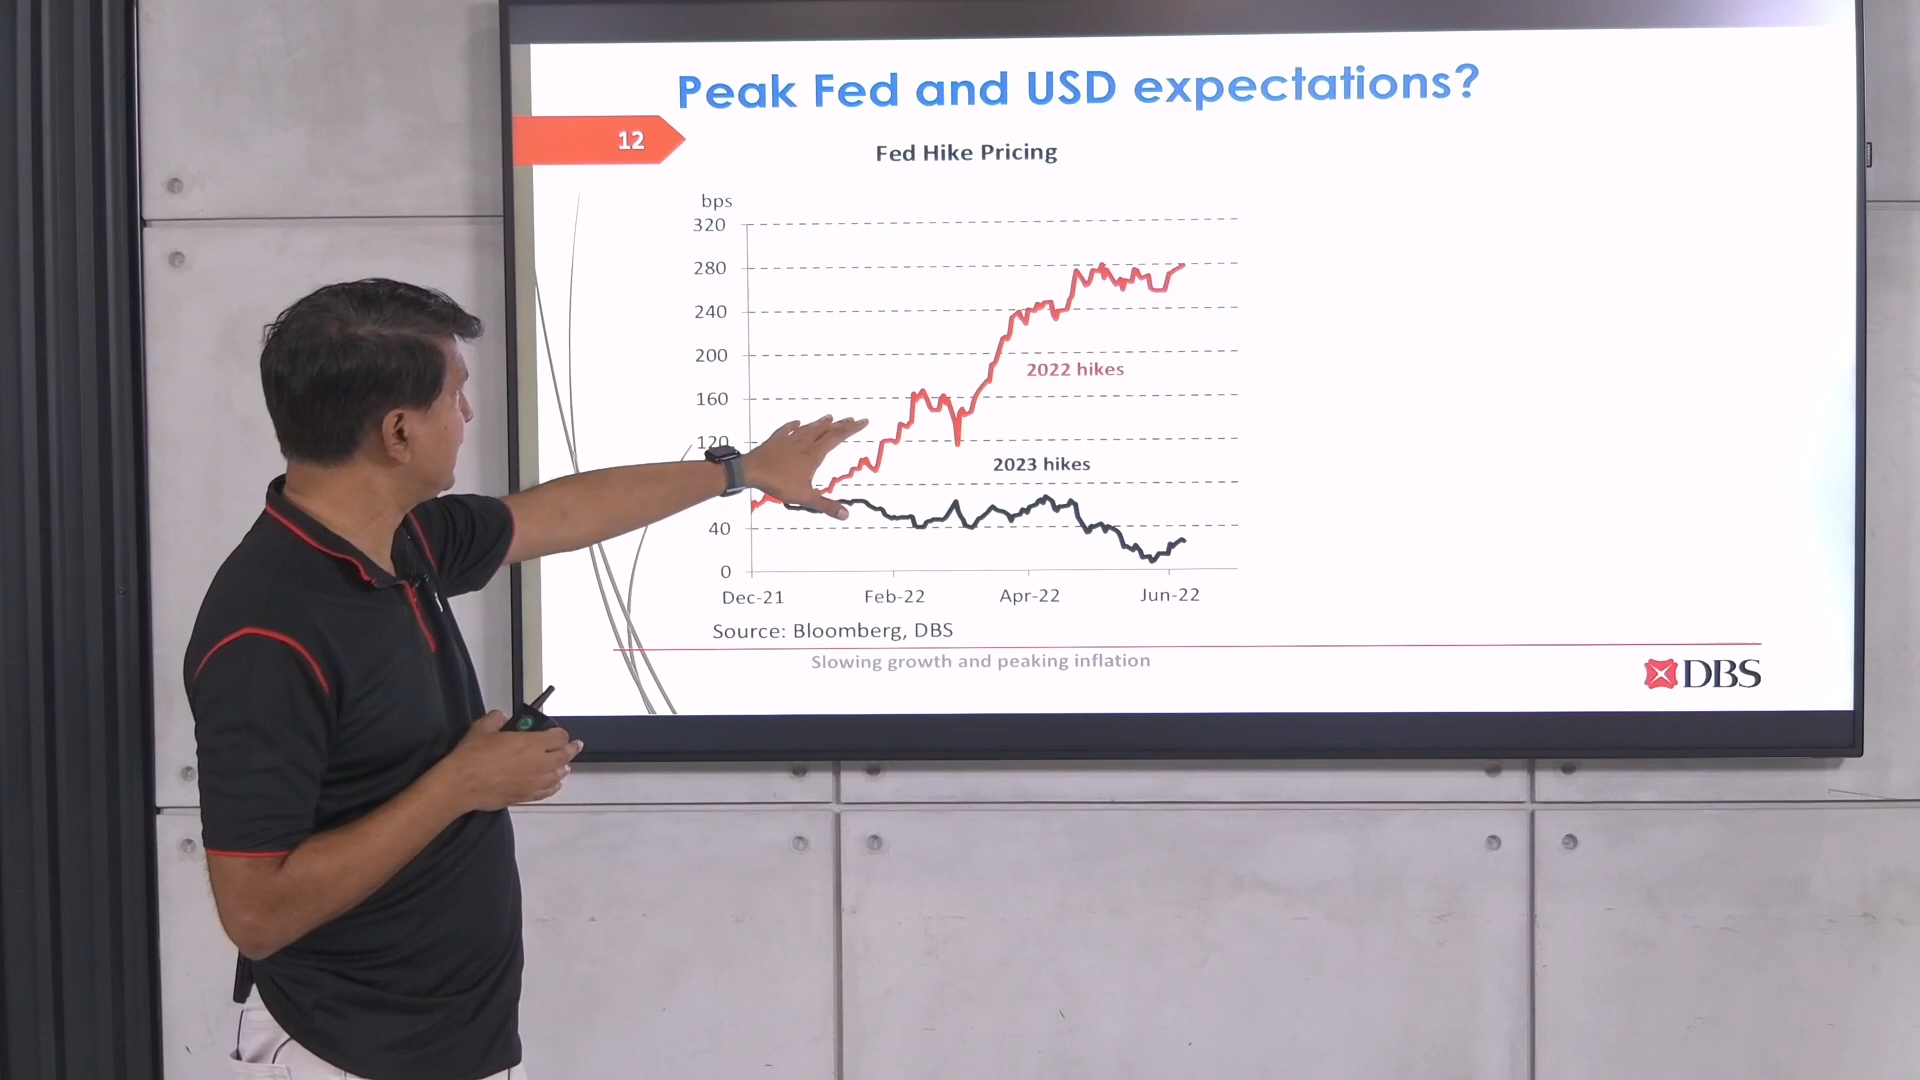 Peak Fed and USD expectations?
12
Fed Hike Pricing
bps
320
280
240
200
160
120
40
0
2022 hikes
2023 hikes
Dec-21 Feb-22 Apr-22 Jun-22
Source: Bloomberg, DBS
Slowing growth and peaking inflation
DBS